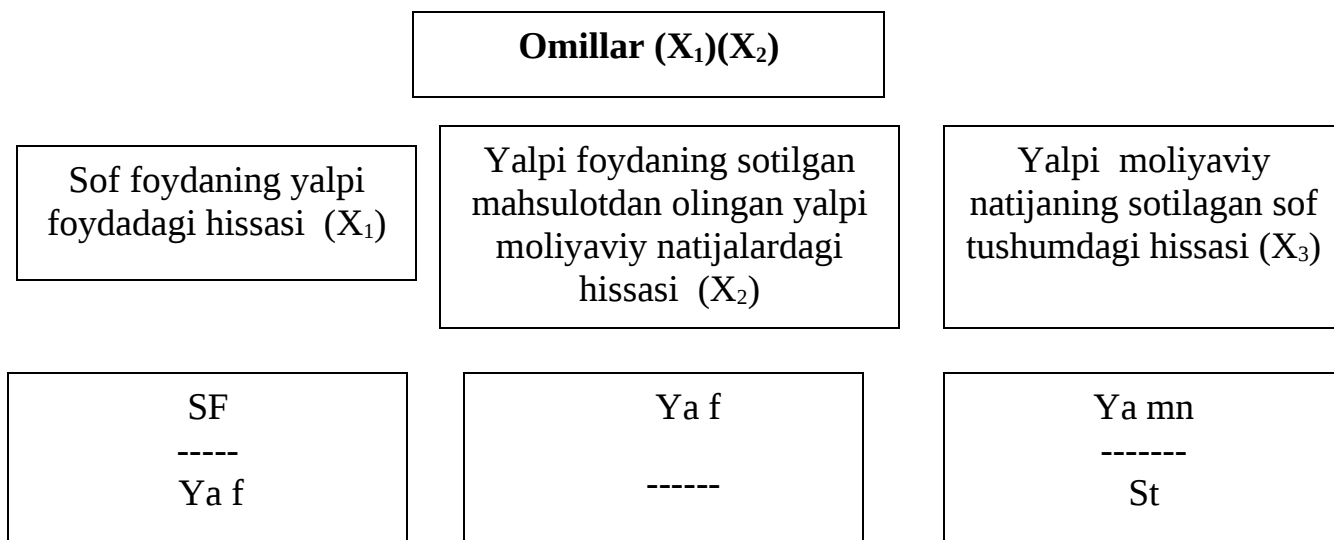 Omillar (X₁)(X₂)
Sof foydaning yalpi
foydadagi hissasi (X₁)
Yalpi foydaning sotilgan
mahsulotdan olingan yalpi
moliyaviy natijalardagi
hissasi (X₂)
Yalpi moliyaviy
natijaning sotilagan sof
tushumdagi hissasi (X₃)
SF
-----
Ya f
Ya f
------
Ya mn
-------
St